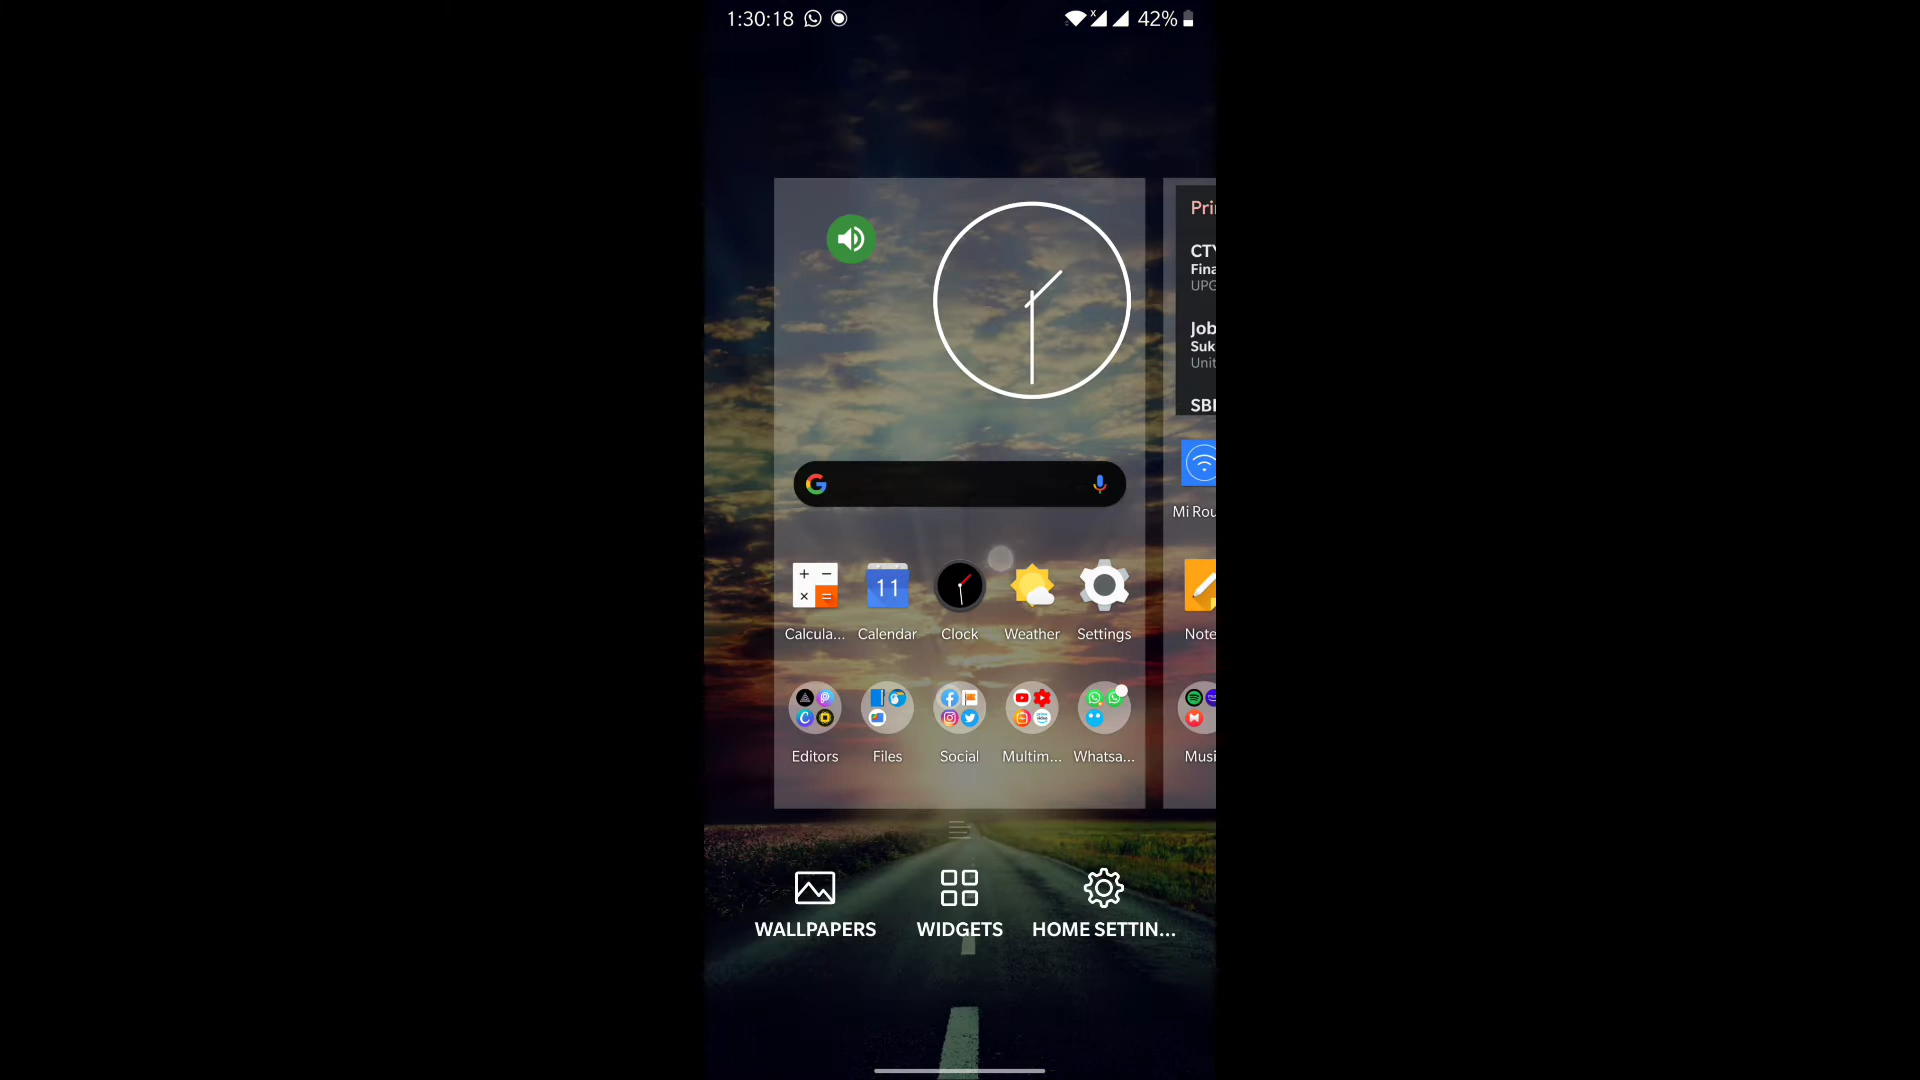 1:30:18
42%
Pri
CTY
Fina
UPG
Job
Suk
Unit
SBI
Mi Rou
11
Calcula...
Calendar
Clock
Weather
Settings
Note
Editors
Files
Social
Multim...
Whatsa...
Musi
WALLPAPERS
WIDGETS
HOME SETTIN...